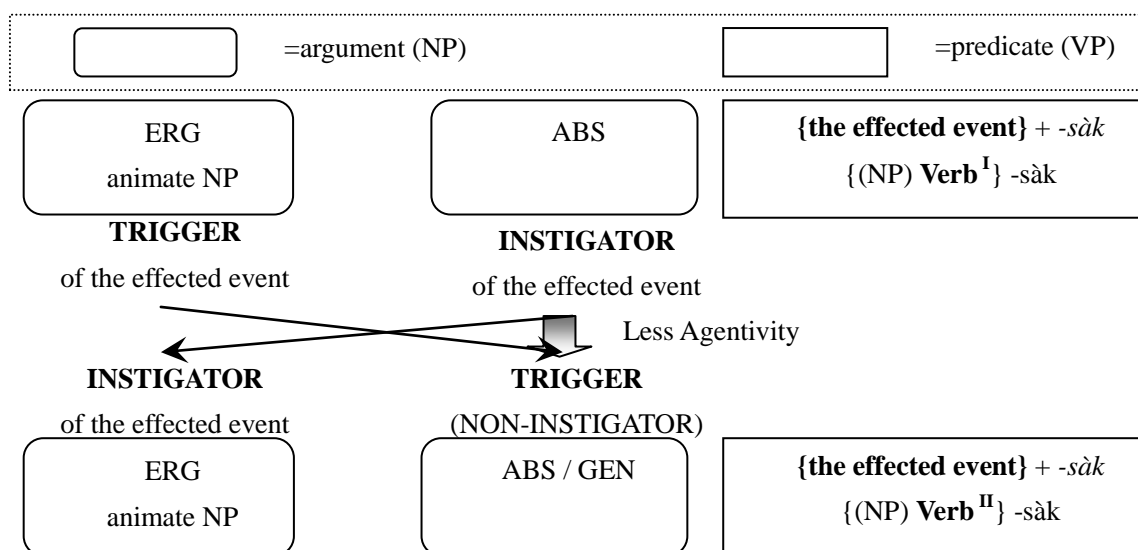 =argument (NP) =predicate (VP)
ERG ABS {the effected event} + -sàk
animate NP {(NP) Verb I} -sàk
TRIGGER INSTIGATOR
of the effected event of the effected event
Less Agentivity
INSTIGATOR TRIGGER
of the effected event (NON-INSTIGATOR)
ERG ABS / GEN {the effected event} + -sàk
animate NP {(NP) Verb II} -sàk